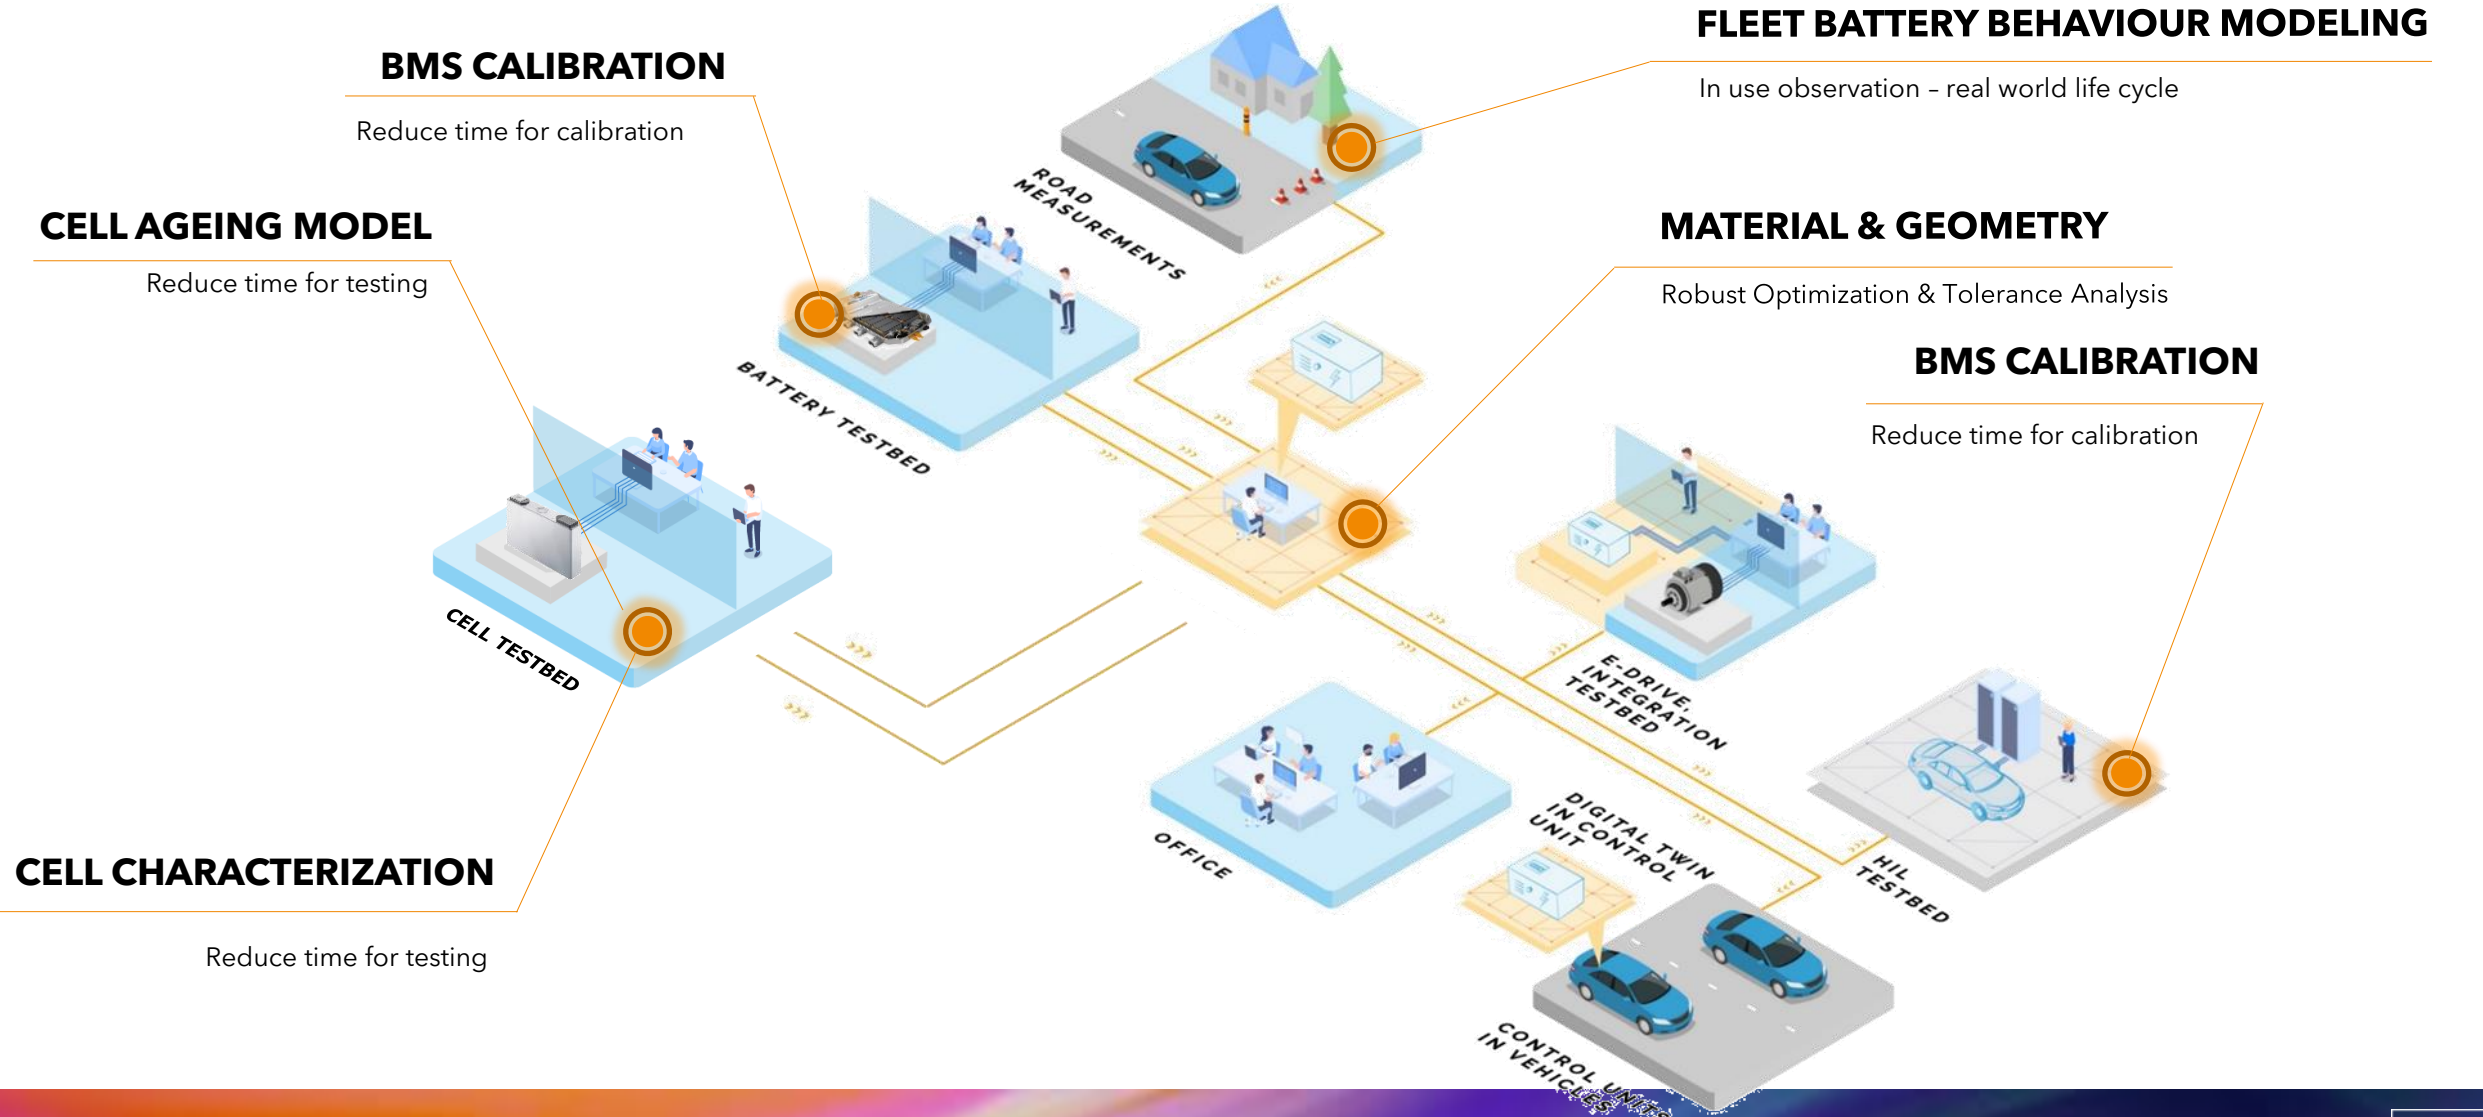 FLEET BATTERY BEHAVIOUR MODELING
In use observation – real world life cycle
BMS CALIBRATION
Reduce time for calibration
CELL AGEING MODEL
Reduce time for testing
MATERIAL & GEOMETRY
Robust Optimization & Tolerance Analysis
BMS CALIBRATION
Reduce time for calibration
ROAD
MEASUREMENTS
BATTERY TESTBED
CELL TESTBED
E-DRIVE,
INTEGRATION
TESTBED
OFFICE
DIGITAL TWIN
IN CONTROL
UNIT
HIL
TESTBED
CELL CHARACTERIZATION
Reduce time for testing
CONTROL UNITS
IN VEHICLES